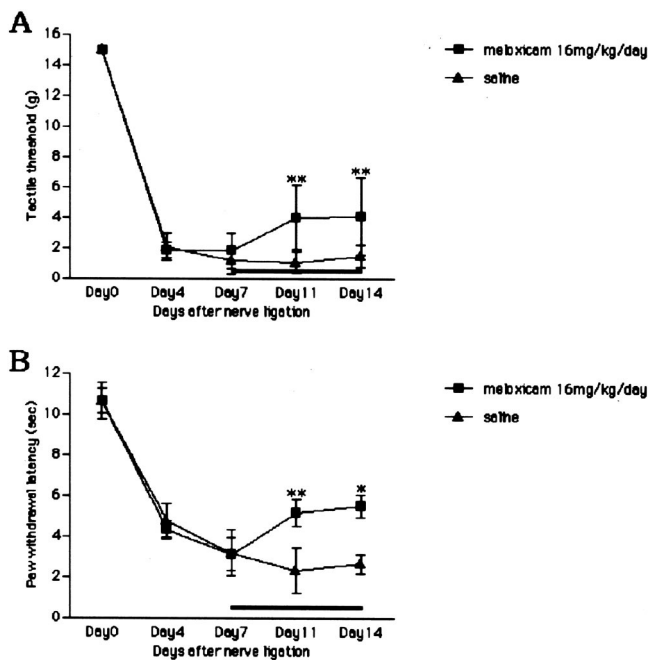 A
16
14
12
10
8
6
4
2
0
Tactile threshold (g)
** **
Day0 Day4 Day7 Day11 Day14
Days after nerve ligation
meloxicam 16mg/kg/day
saline
B
12
10
8
6
4
2
0
Paw withdrawal latency (sec)
** *
Day0 Day4 Day7 Day11 Day14
Days after nerve ligation
meloxicam 16mg/kg/day
saline